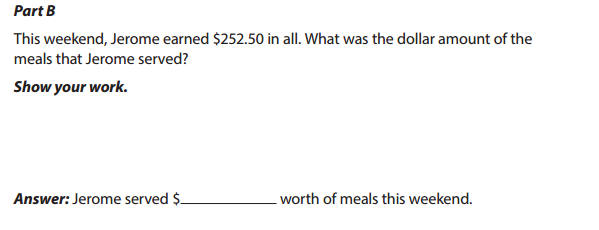 Part B
This weekend, Jerome earned $252.50 in all. What was the dollar amount of the
meals that Jerome served?
Show your work.
Answer: Jerome served $____________ worth of meals this weekend.